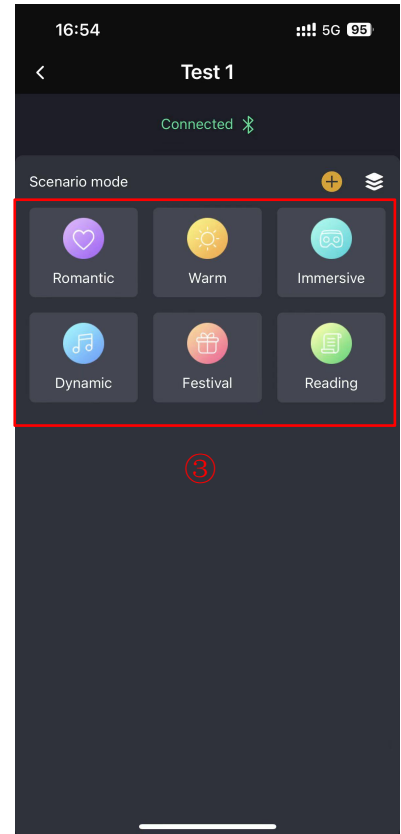 16:54 5G 95
Test 1
Connected
Scenario mode
Romantic Warm Immersive
Dynamic Festival Reading
③